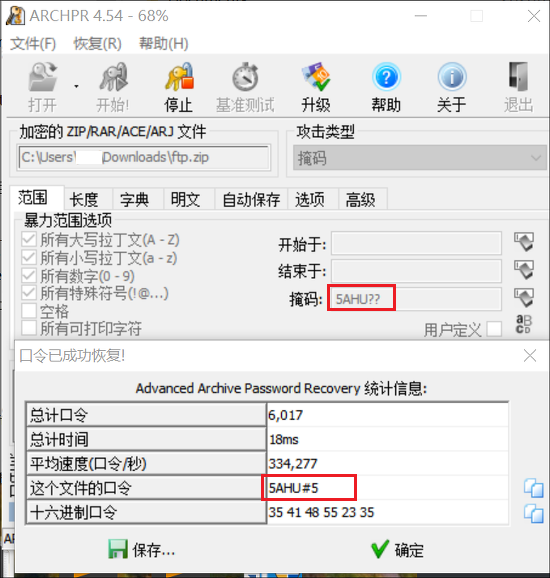 ARCHPR 4.54 - 68%
文件(F) 恢复(R) 帮助(H)
打开 开始! 停止 基准测试 升级 帮助 关于 退出
加密的 ZIP/RAR/ACE/ARJ 文件 攻击类型
C:\Users\ Downloads\ftp.zip 掩码
范围 长度 字典 明文 自动保存 选项 高级
暴力范围选项
所有大写拉丁文(A - Z) 开始于:
所有小写拉丁文(a - z)
所有数字(0 - 9) 结束于:
所有特殊符号(!@...) 掩码: 5AHU??
空格
所有可打印字符 用户定义
口令已成功恢复!
Advanced Archive Password Recovery 统计信息:
总计口令 6,017
总计时间 18ms
平均速度(口令/秒) 334,277
这个文件的口令 5AHU#5
十六进制口令 35 41 48 55 23 35
保存... 确定